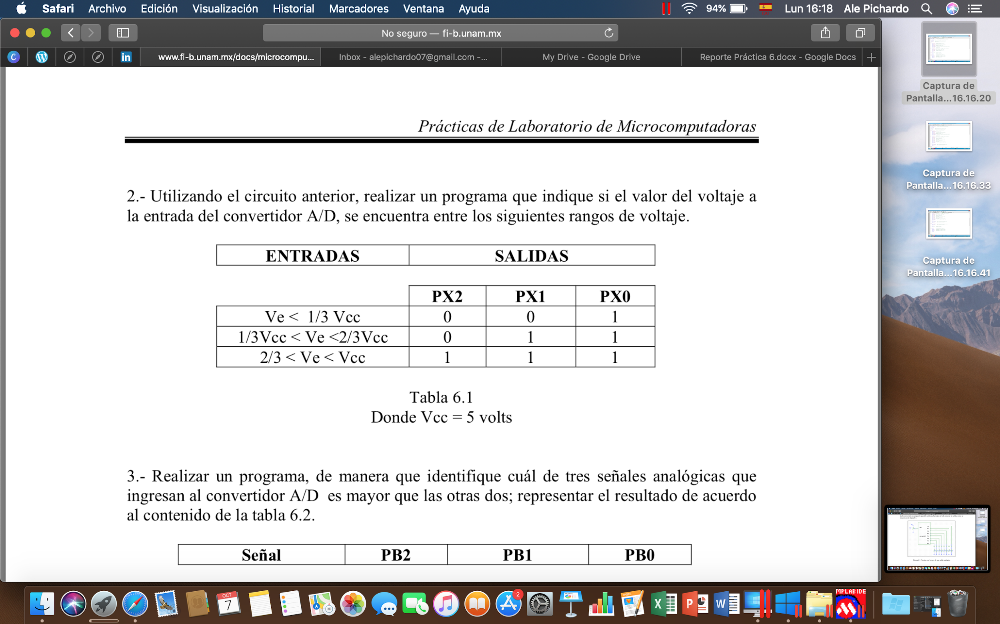 Safari Archivo Edición Visualización Historial Marcadores Ventana Ayuda 94% Lun 16:18 Ale Pichardo
No seguro — fi-b.unam.mx
www.fi-b.unam.mx/docs/microcompu... Inbox - alepichardo07@gmail.com -... My Drive - Google Drive Reporte Práctica 6.docx - Google Docs
Captura de
Pantalla...16.16.20
Captura de
Pantalla...16.16.33
Captura de
Pantalla...16.16.41
Prácticas de Laboratorio de Microcomputadoras
2.- Utilizando el circuito anterior, realizar un programa que indique si el valor del voltaje a
la entrada del convertidor A/D, se encuentra entre los siguientes rangos de voltaje.
ENTRADAS SALIDAS
PX2 PX1 PX0
Ve < 1/3 Vcc 0 0 1
1/3Vcc < Ve <2/3Vcc 0 1 1
2/3 < Ve < Vcc 1 1 1
Tabla 6.1
Donde Vcc = 5 volts
3.- Realizar un programa, de manera que identifique cuál de tres señales analógicas que
ingresan al convertidor A/D es mayor que las otras dos; representar el resultado de acuerdo
al contenido de la tabla 6.2.
Señal PB2 PB1 PB0
OCT
7
3D
PAGES
2
X
P
W
MPLAB IDE